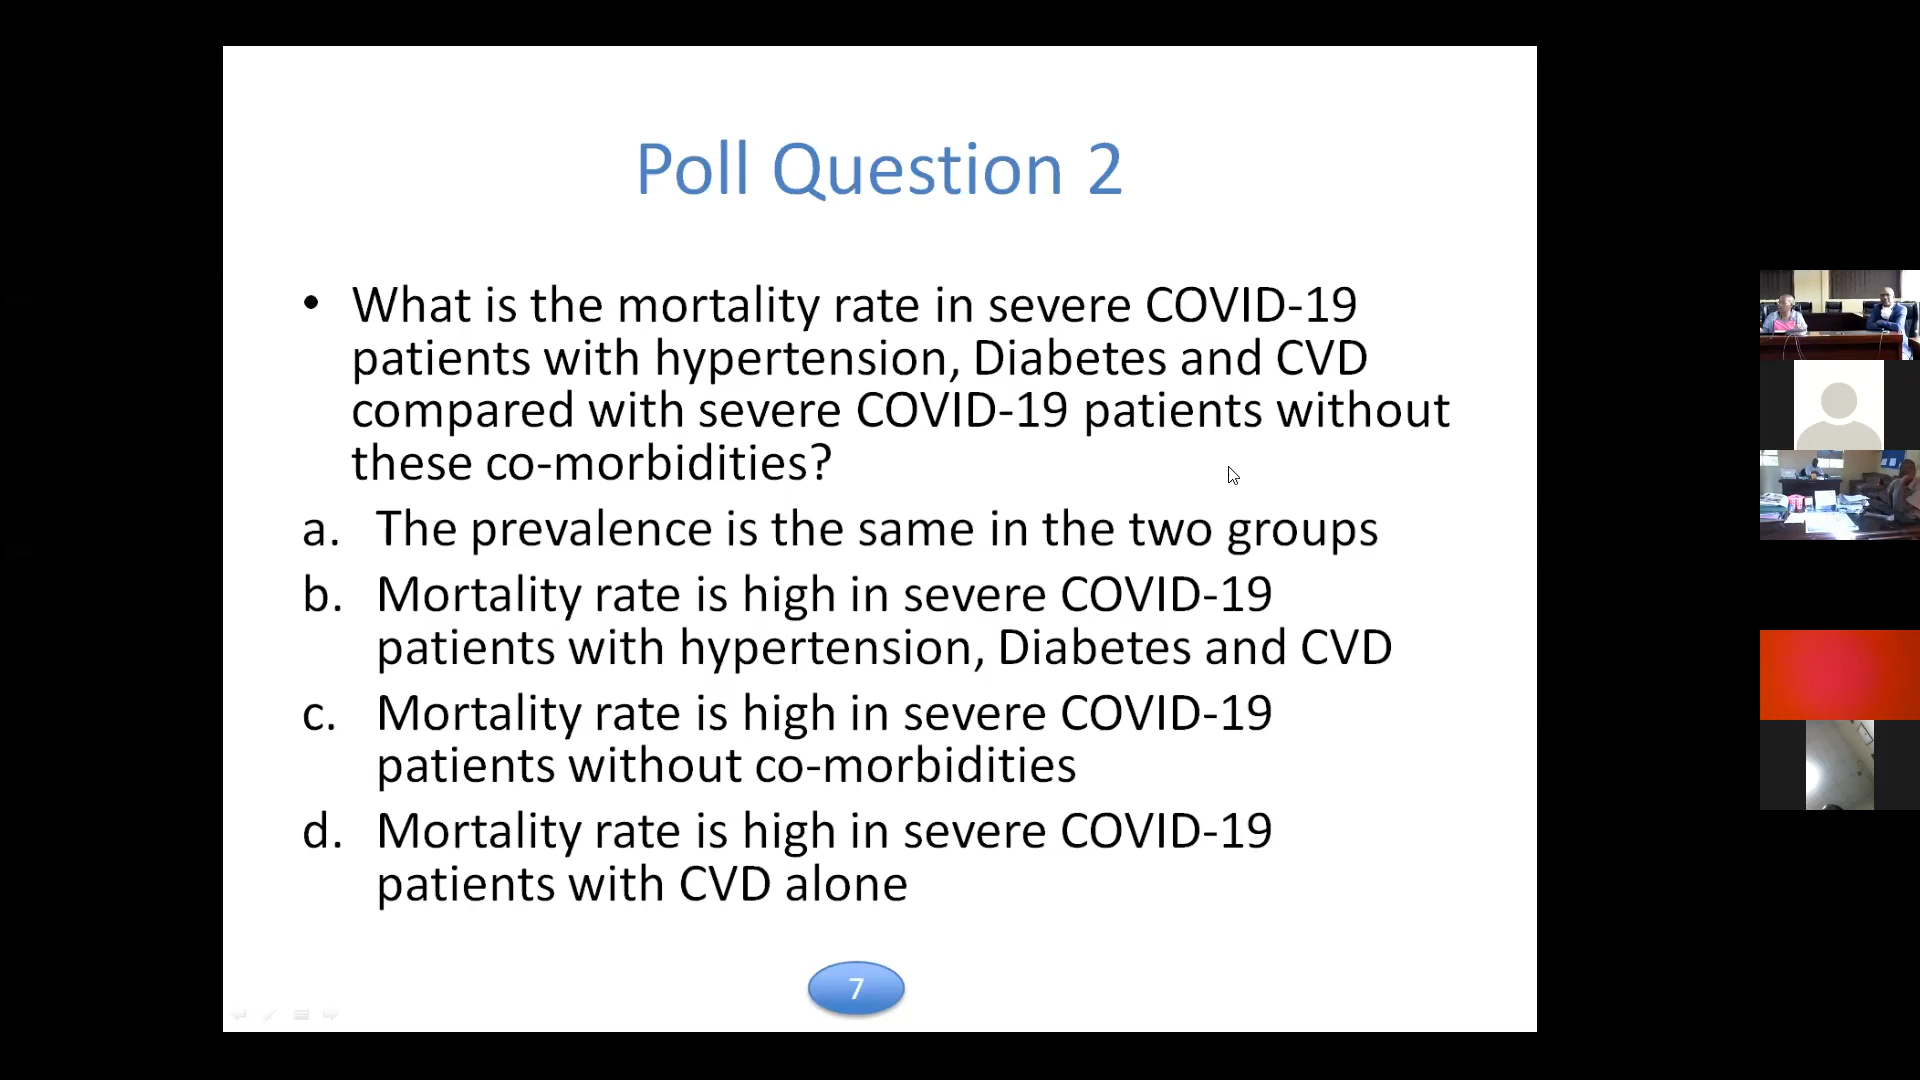 Poll Question 2
• What is the mortality rate in severe COVID-19
patients with hypertension, Diabetes and CVD
compared with severe COVID-19 patients without
these co-morbidities?
a. The prevalence is the same in the two groups
b. Mortality rate is high in severe COVID-19
patients with hypertension, Diabetes and CVD
c. Mortality rate is high in severe COVID-19
patients without co-morbidities
d. Mortality rate is high in severe COVID-19
patients with CVD alone
7